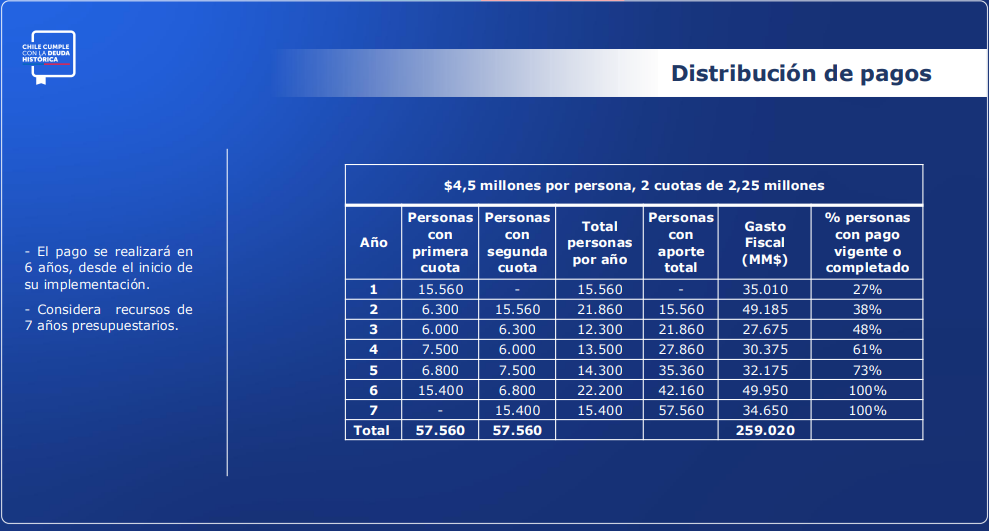 CHILE CUMPLE
CON LA DEUDA
HISTÓRICA
Distribución de pagos
- El pago se realizará en
6 años, desde el inicio de
su implementación.
- Considera recursos de
7 años presupuestarios.
$4,5 millones por persona, 2 cuotas de 2,25 millones
Año
Personas
con
primera
cuota
Personas
con
segunda
cuota
Total
personas
por año
Personas
con
aporte
total
Gasto
Fiscal
(MM$)
% personas
con pago
vigente o
completado
1 15.560 - 15.560 - 35.010 27%
2 6.300 15.560 21.860 15.560 49.185 38%
3 6.000 6.300 12.300 21.860 27.675 48%
4 7.500 6.000 13.500 27.860 30.375 61%
5 6.800 7.500 14.300 35.360 32.175 73%
6 15.400 6.800 22.200 42.160 49.950 100%
7 - 15.400 15.400 57.560 34.650 100%
Total 57.560 57.560 259.020